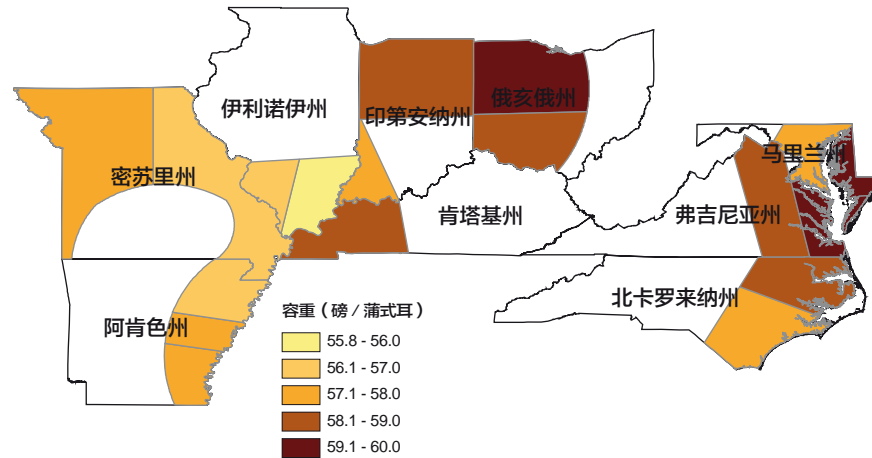 伊利诺伊州
印第安纳州
俄亥俄州
密苏里州
马里兰州
肯塔基州
弗吉尼亚州
北卡罗来纳州
阿肯色州
容重（磅 / 蒲式耳）
55.8 - 56.0
56.1 - 57.0
57.1 - 58.0
58.1 - 59.0
59.1 - 60.0